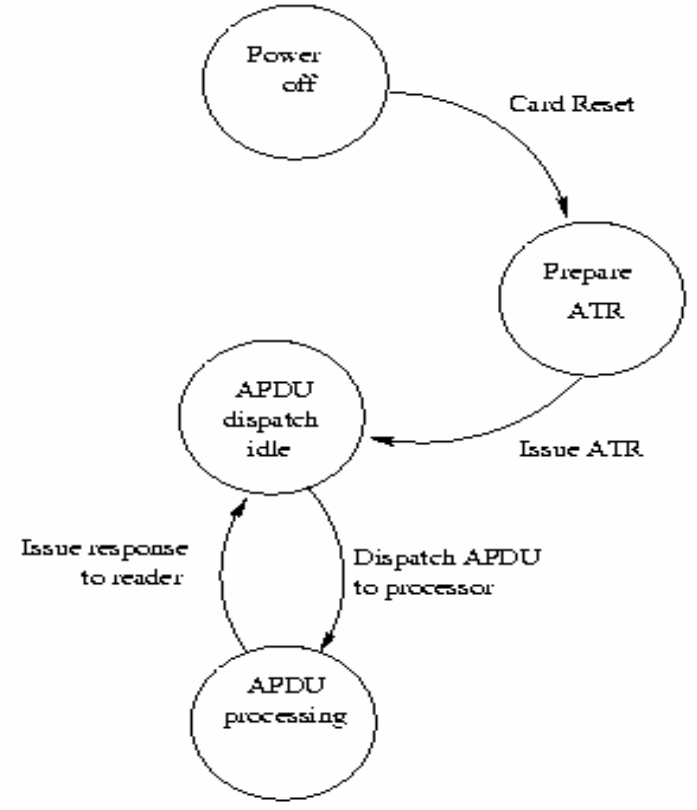 Power
off
Card Reset
Prepare
ATR
APDU
dispatch
idle
Issue ATR
Issue response
to reader
Dispatch APDU
to processor
APDU
processing